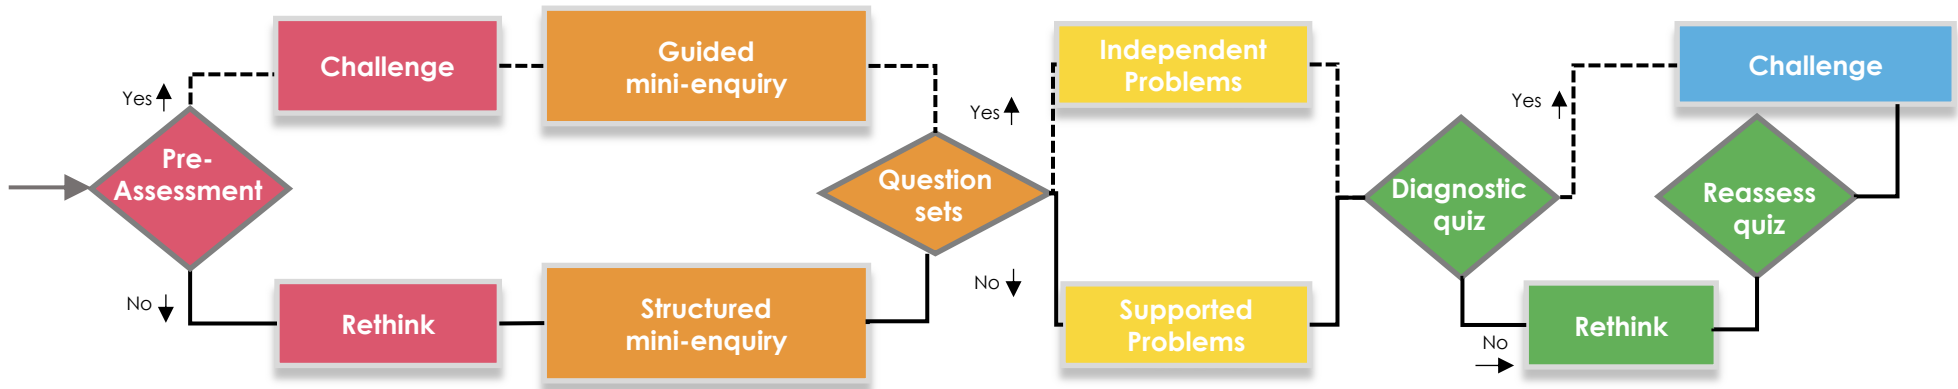 Yes
Pre-
Assessment
No
Challenge
Rethink
Guided
mini-enquiry
Structured
mini-enquiry
Question
sets
Yes
No
Independent
Problems
Supported
Problems
Diagnostic
quiz
Yes
No
Rethink
Reassess
quiz
Challenge